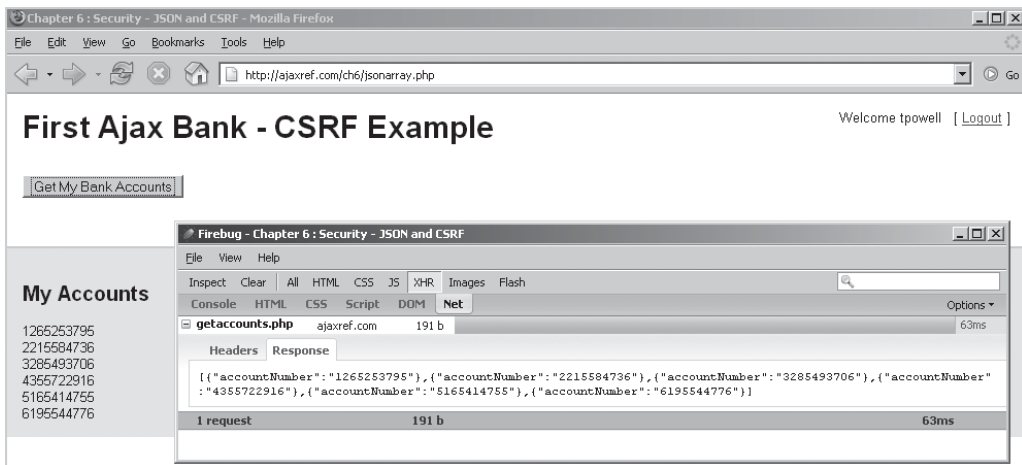 Chapter 6 : Security - JSON and CSRF - Mozilla Firefox
File Edit View Go Bookmarks Tools Help
http://ajaxref.com/ch6/jsonarray.php Go
First Ajax Bank - CSRF Example
Welcome tpowell [ Logout ]
Get My Bank Accounts
My Accounts
1265253795
2215584736
3285493706
4355722916
5165414755
6195544776
Firebug - Chapter 6 : Security - JSON and CSRF
File View Help
Inspect Clear All HTML CSS JS XHR Images Flash
Console HTML CSS Script DOM Net Options
getaccounts.php ajaxref.com 191 b 63ms
Headers Response
[{"accountNumber":"1265253795"},{"accountNumber":"2215584736"},{"accountNumber":"3285493706"},{"accountNumber"
:"4355722916"},{"accountNumber":"5165414755"},{"accountNumber":"6195544776"}]
1 request 191 b 63ms